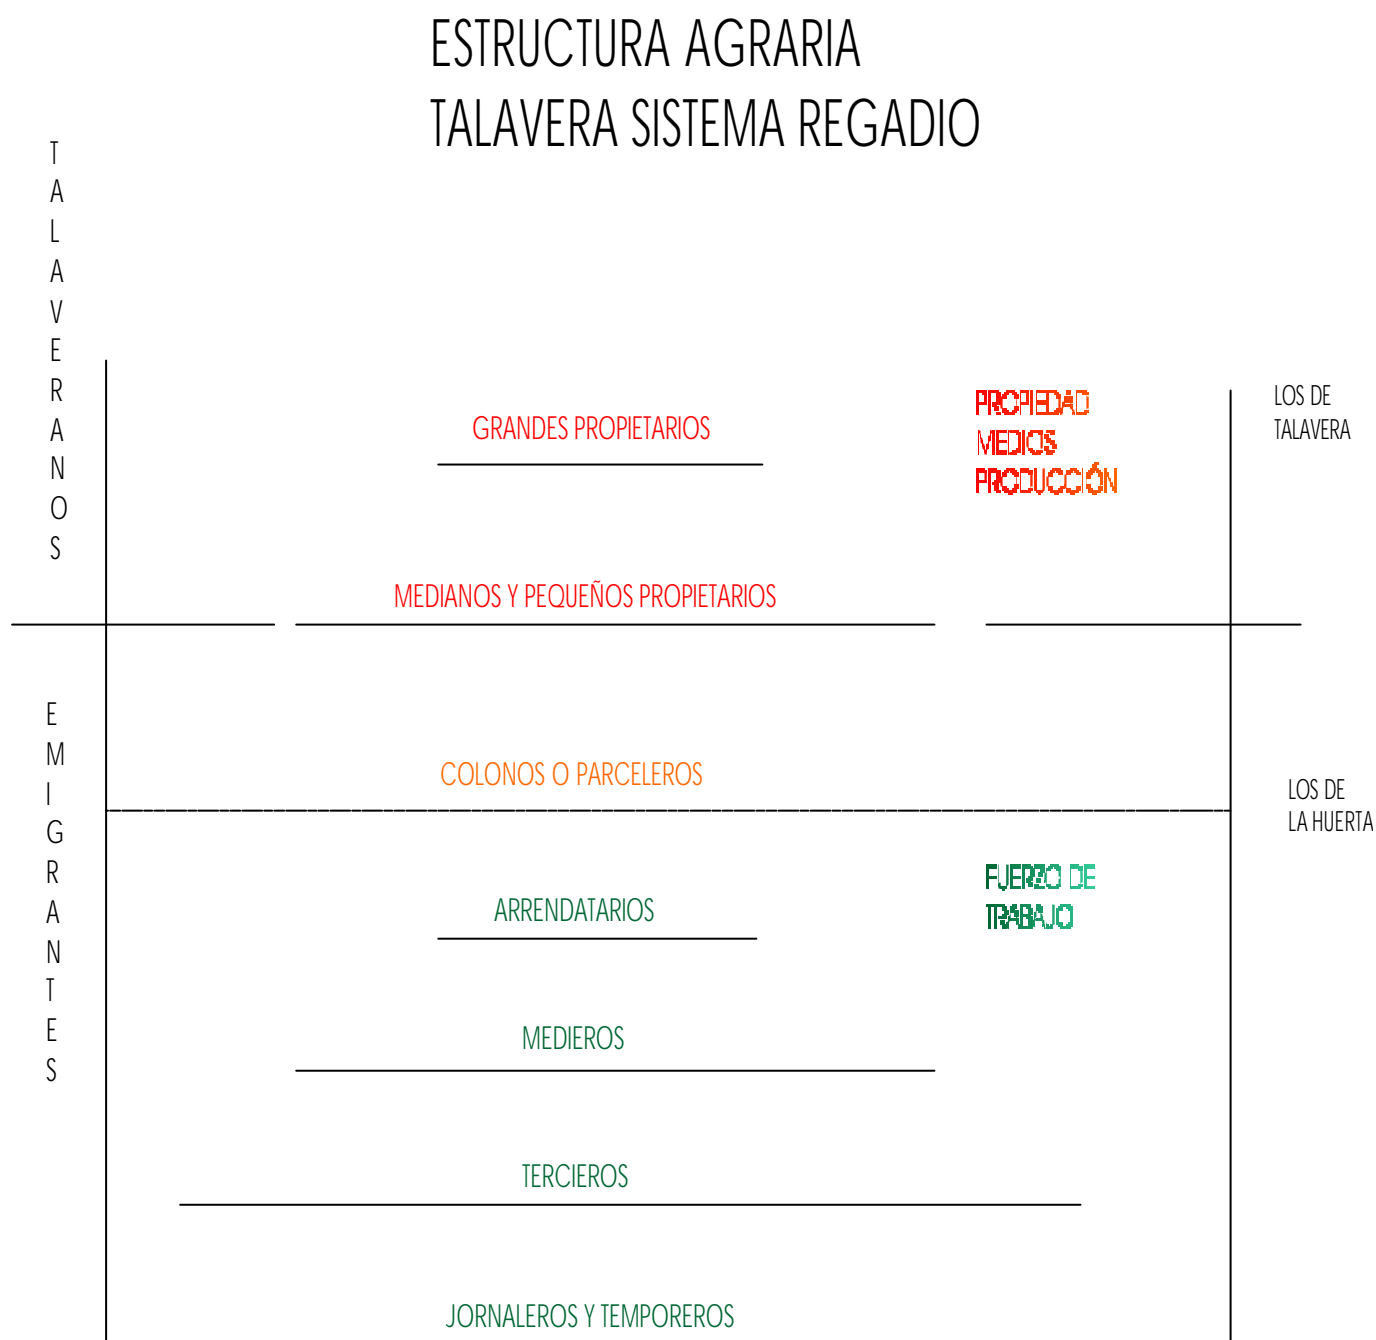 ESTRUCTURA AGRARIA
TALAVERA SISTEMA REGADIO
TALAVERANOS
GRANDES PROPIETARIOS
PROPIEDAD
MEDIOS
PRODUCCIÓN
LOS DE
TALAVERA
MEDIANOS Y PEQUEÑOS PROPIETARIOS
EMIGRANTES
COLONOS O PARCELEROS
LOS DE
LA HUERTA
FUERZO DE
TRABAJO
ARRENDATARIOS
MEDIEROS
TERCIEROS
JORNALEROS Y TEMPOREROS